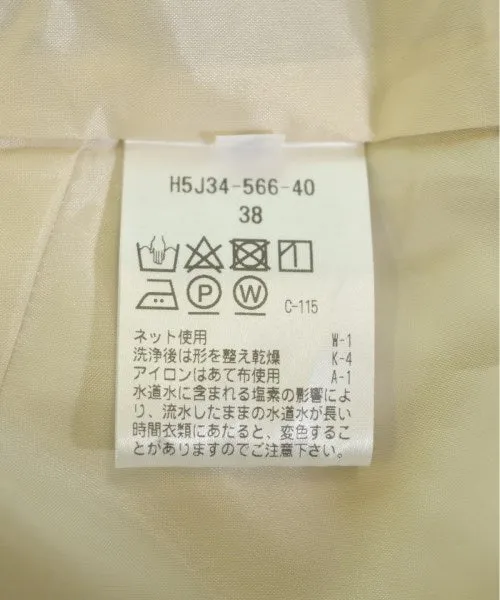 H5J34-566-40
38
P W C-115
ネット使用 W-1
洗浄後は形を整え乾燥 K-4
アイロンはあて布使用 A-1
水道水に含まれる塩素の影響によ
り、流水したままの水道水が長い
時間衣類にあたると、変色するこ
とがありますのでご注意下さい。